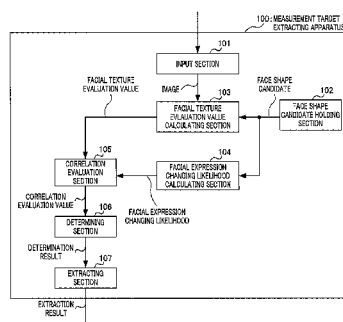 100: MEASUREMENT TARGET
EXTRACTING APPARATUS
101
INPUT SECTION
FACIAL TEXTURE
EVALUATION VALUE
IMAGE
103
FACE SHAPE
CANDIDATE
102
FACIAL TEXTURE
EVLAUATION VALUE
CALCULATING SECTION
FACE SHAPE
CANDIDATE HOLDING
SECTION
105
104
CORRELATION
EVALUATION
SECTION
FACIAL EXPRESSION
CHANGING LIKELIHOOD
CALCULATING SECTION
CORRELATION
EVALUATION VALUE
106
FACIAL EXPRESSION
CHANGING LIKELIHOOD
DETERMINING
SECTION
DETERMINATION
RESULT
107
EXTRACTING
SECTION
EXTRACTION
RESULT